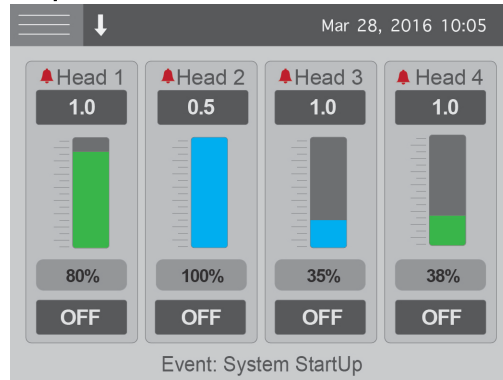 Mar 28, 2016 10:05
Head 1 Head 2 Head 3 Head 4
1.0 0.5 1.0 1.0
80% 100% 35% 38%
OFF OFF OFF OFF
Event: System StartUp